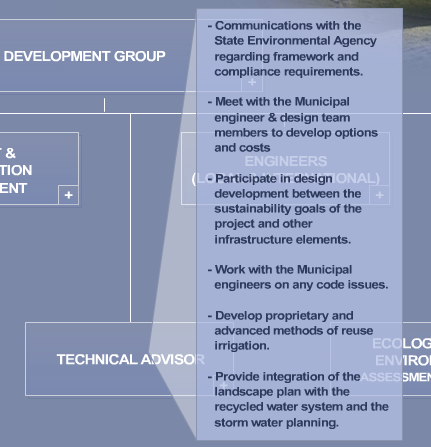 DEVELOPMENT GROUP
- Communications with the
State Environmental Agency
regarding framework and
compliance requirements.
- Meet with the Municipal
engineer & design team
members to develop options
and costs
- Participate in design
development between the
sustainability goals of the
project and other
infrastructure elements.
- Work with the Municipal
engineers on any code issues.
- Develop proprietary and
advanced methods of reuse
irrigation.
- Provide integration of the
landscape plan with the
recycled water system and the
storm water planning.
+
&
TION
ENT
+
ENGINEERS
+
TECHNICAL ADVISOR
ECOLOG
ENVIRO
ASSESSMEN